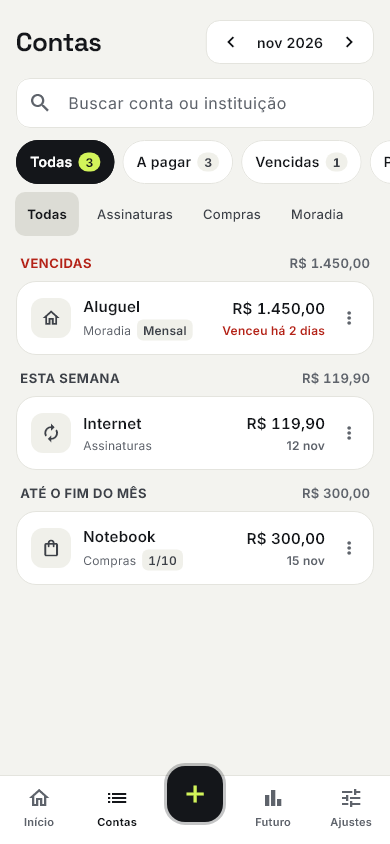 Contas
nov 2026
Buscar conta ou instituição
Todas 3
A pagar 3
Vencidas 1
P
Todas
Assinaturas
Compras
Moradia
VENCIDAS
R$ 1.450,00
Aluguel
R$ 1.450,00
Moradia Mensal
Venceu há 2 dias
ESTA SEMANA
R$ 119,90
Internet
R$ 119,90
Assinaturas
12 nov
ATÉ O FIM DO MÊS
R$ 300,00
Notebook
R$ 300,00
Compras 1/10
15 nov
Início
Contas
Futuro
Ajustes